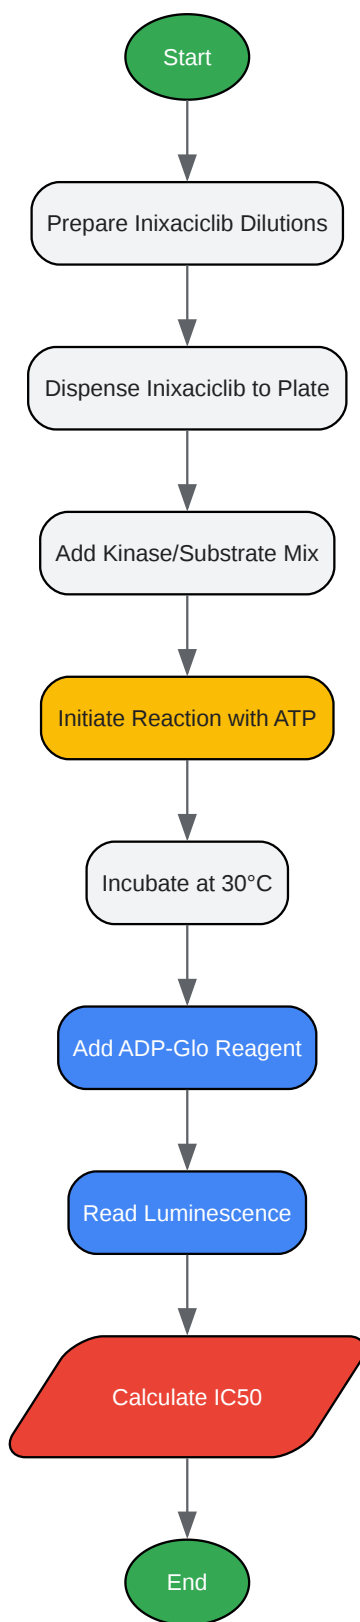 Start
Prepare Inixaciclib Dilutions
Dispense Inixaciclib to Plate
Add Kinase/Substrate Mix
Initiate Reaction with ATP
Incubate at 30°C
Add ADP-Glo Reagent
Read Luminescence
Calculate IC50
End